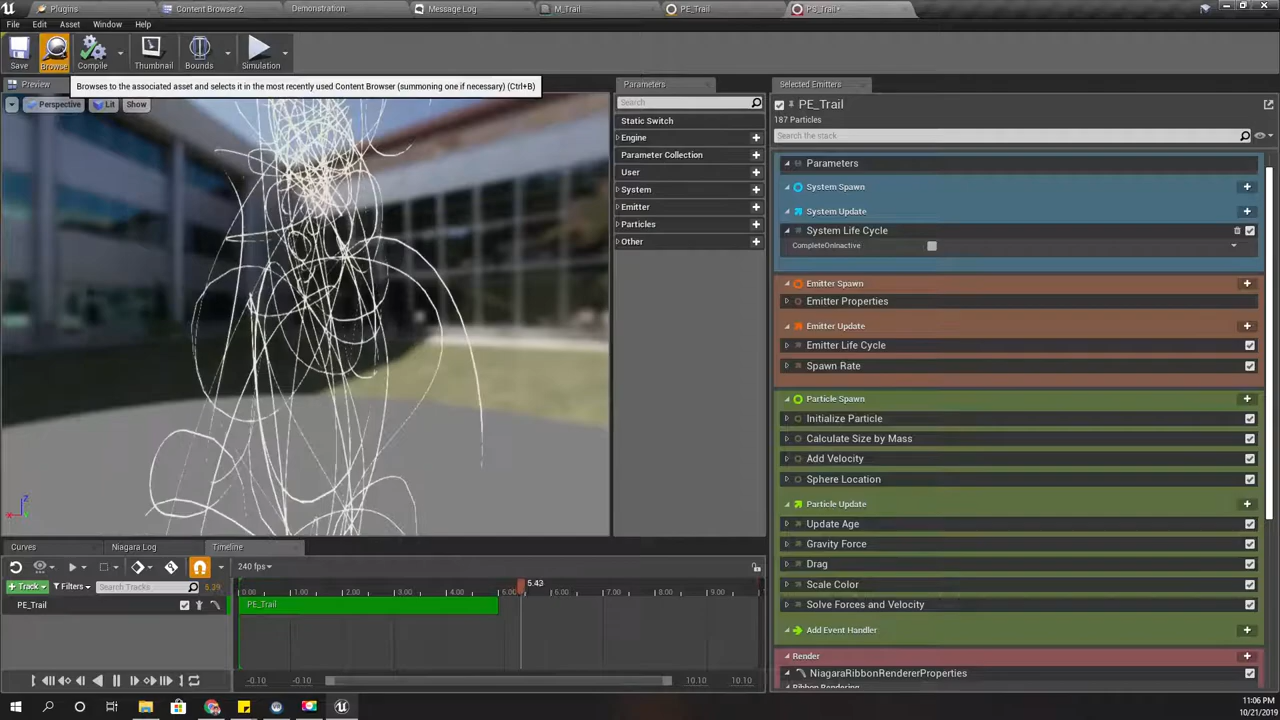 Plugins
Content Browser 2
Demonstration
Message Log
M_Trail
PE_Trail
PS_Trail*
File Edit Asset Window Help
Save
Browse
Compile
Thumbnail
Bounds
Simulation
Browses to the associated asset and selects it in the most recently used Content Browser (summoning one if necessary) (Ctrl+B)
Preview
Perspective
Lit
Show
Z
Parameters
Search
Static Switch
Engine
Parameter Collection
User
System
Emitter
Particles
Other
Selected Emitters
PE_Trail
187 Particles
Search the stack
Parameters
System Spawn
System Update
System Life Cycle
CompleteOnInactive
Emitter Spawn
Emitter Properties
Emitter Update
Emitter Life Cycle
Spawn Rate
Particle Spawn
Initialize Particle
Calculate Size by Mass
Add Velocity
Sphere Location
Particle Update
Update Age
Gravity Force
Drag
Scale Color
Solve Forces and Velocity
Add Event Handler
Render
NiagaraRibbonRendererProperties
Ribbon Rendering
Curves
Niagara Log
Timeline
240 fps
Track
Filters
Search Tracks
5.39
5.43
0.00 1.00 2.00 3.00 4.00 5.00 6.00 7.00 8.00 9.00
PE_Trail
PE_Trail
-0.10 -0.10 10.10 10.10
11:06 PM
10/21/2019